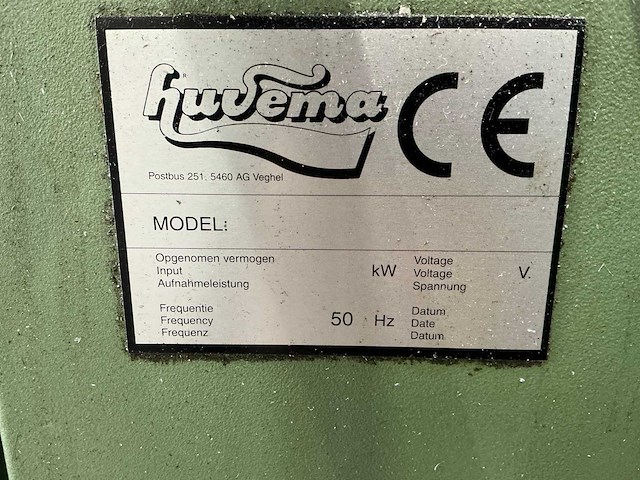 huvema
®
CE
Postbus 251, 5460 AG Veghel
MODEL:
Opgenomen vermogen
Input kW
Aufnahmeleistung
Voltage
Voltage V.
Spannung
Frequentie
Frequency 50 Hz
Frequenz
Datum
Date
Datum